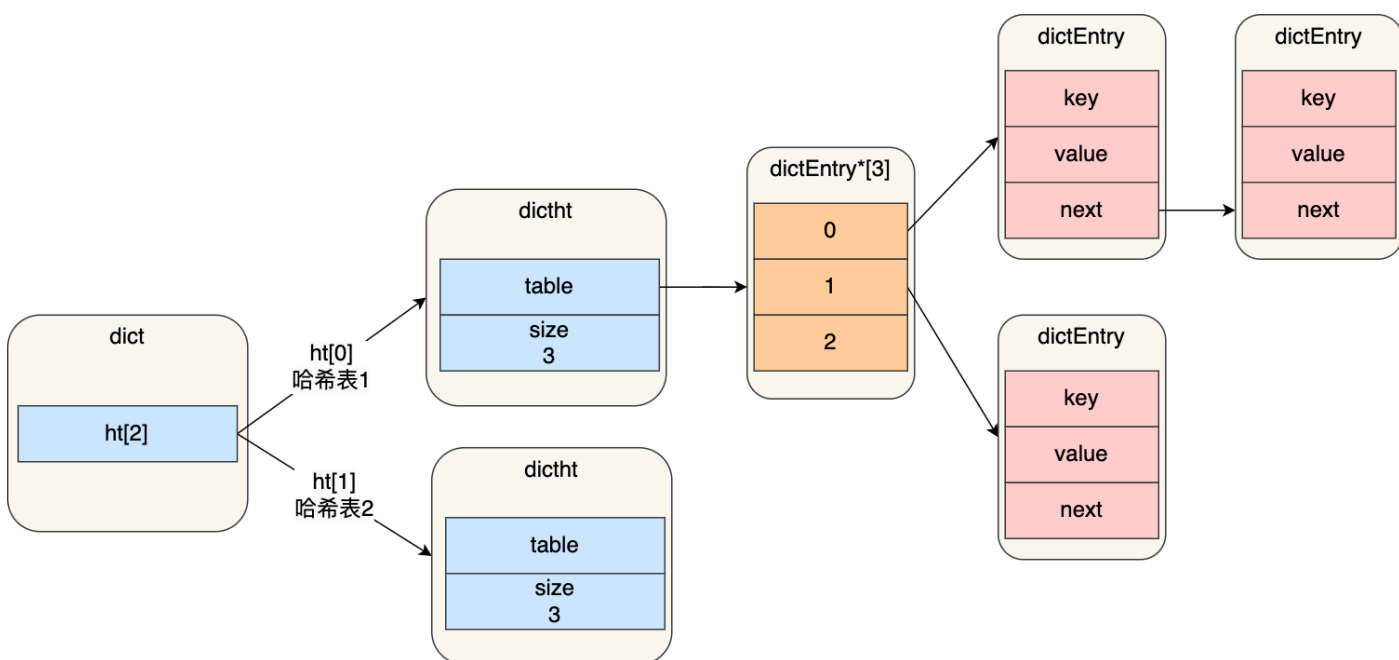 dict
ht[2]
ht[0]
哈希表1
ht[1]
哈希表2
dictht
table
size
3
dictht
table
size
3
dictEntry*[3]
0
1
2
dictEntry
key
value
next
dictEntry
key
value
next
dictEntry
key
value
next